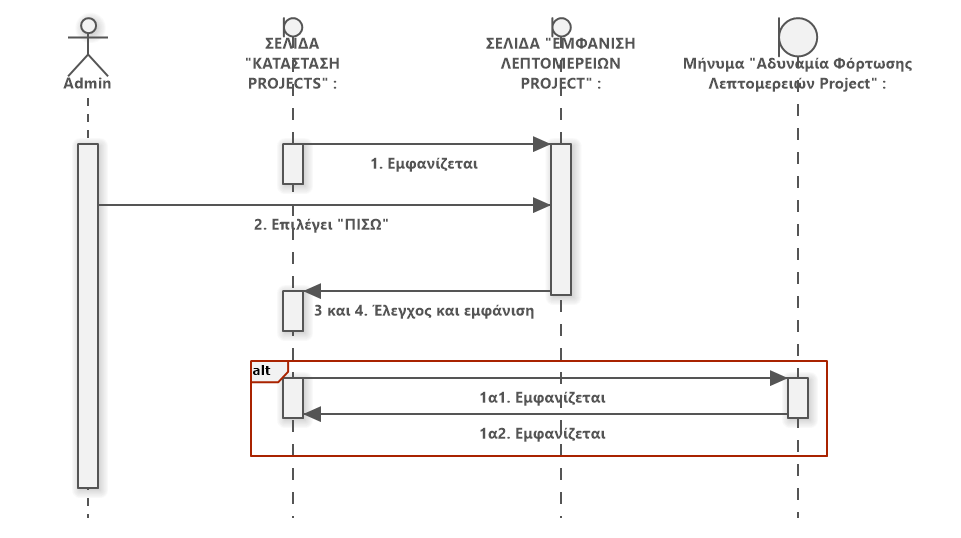 Admin
ΣΕΛΙΔΑ
"ΚΑΤΑΣΤΑΣΗ
PROJECTS" :
ΣΕΛΙΔΑ "ΕΜΦΑΝΙΣΗ
ΛΕΠΤΟΜΕΡΕΙΩΝ
PROJECT" :
Μήνυμα "Αδυναμία Φόρτωσης
Λεπτομερειών Project" :
1. Εμφανίζεται
2. Επιλέγει "ΠΙΣΩ"
3 και 4. Έλεγχος και εμφάνιση
alt
1α1. Εμφανίζεται
1α2. Εμφανίζεται